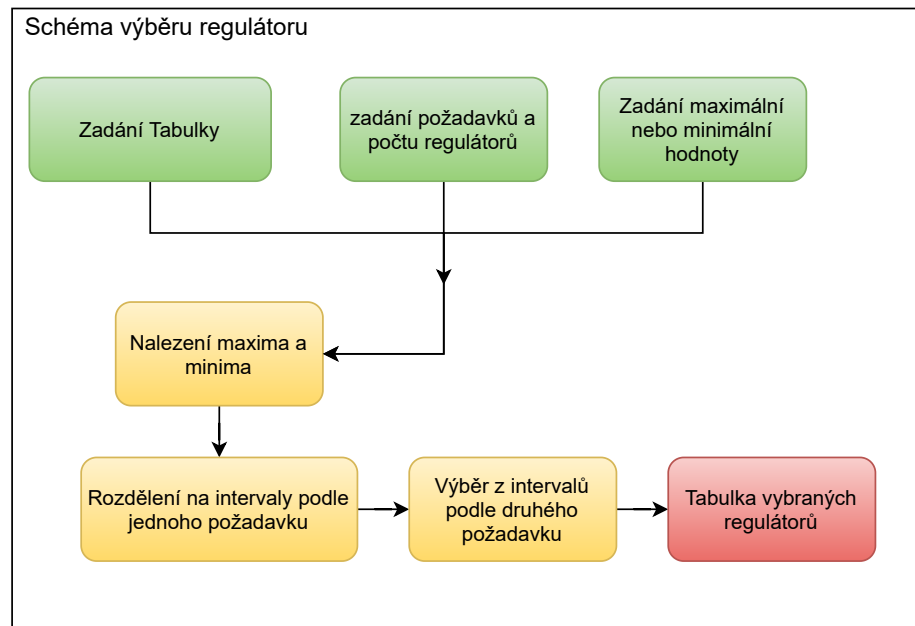 Schéma výběru regulátoru
Zadání Tabulky
zadání požadavků a
počtu regulátorů
Zadání maximální
nebo minimální
hodnoty
Nalezení maxima a
minima
Rozdělení na intervaly podle
jednoho požadavku
Výběr z intervalů
podle druhého
požadavku
Tabulka vybraných
regulátorů